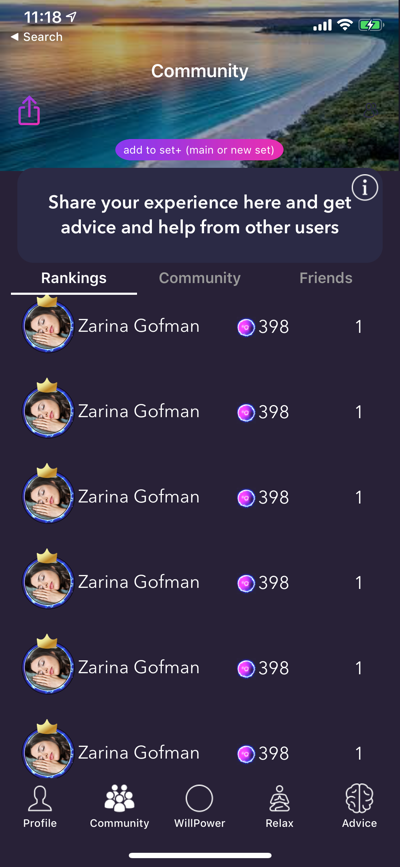 11:18
Search
Community
add to set+ (main or new set)
Share your experience here and get
advice and help from other users
Rankings Community Friends
Zarina Gofman 398 1
Zarina Gofman 398 1
Zarina Gofman 398 1
Zarina Gofman 398 1
Zarina Gofman 398 1
Zarina Gofman 398 1
Profile Community WillPower Relax Advice